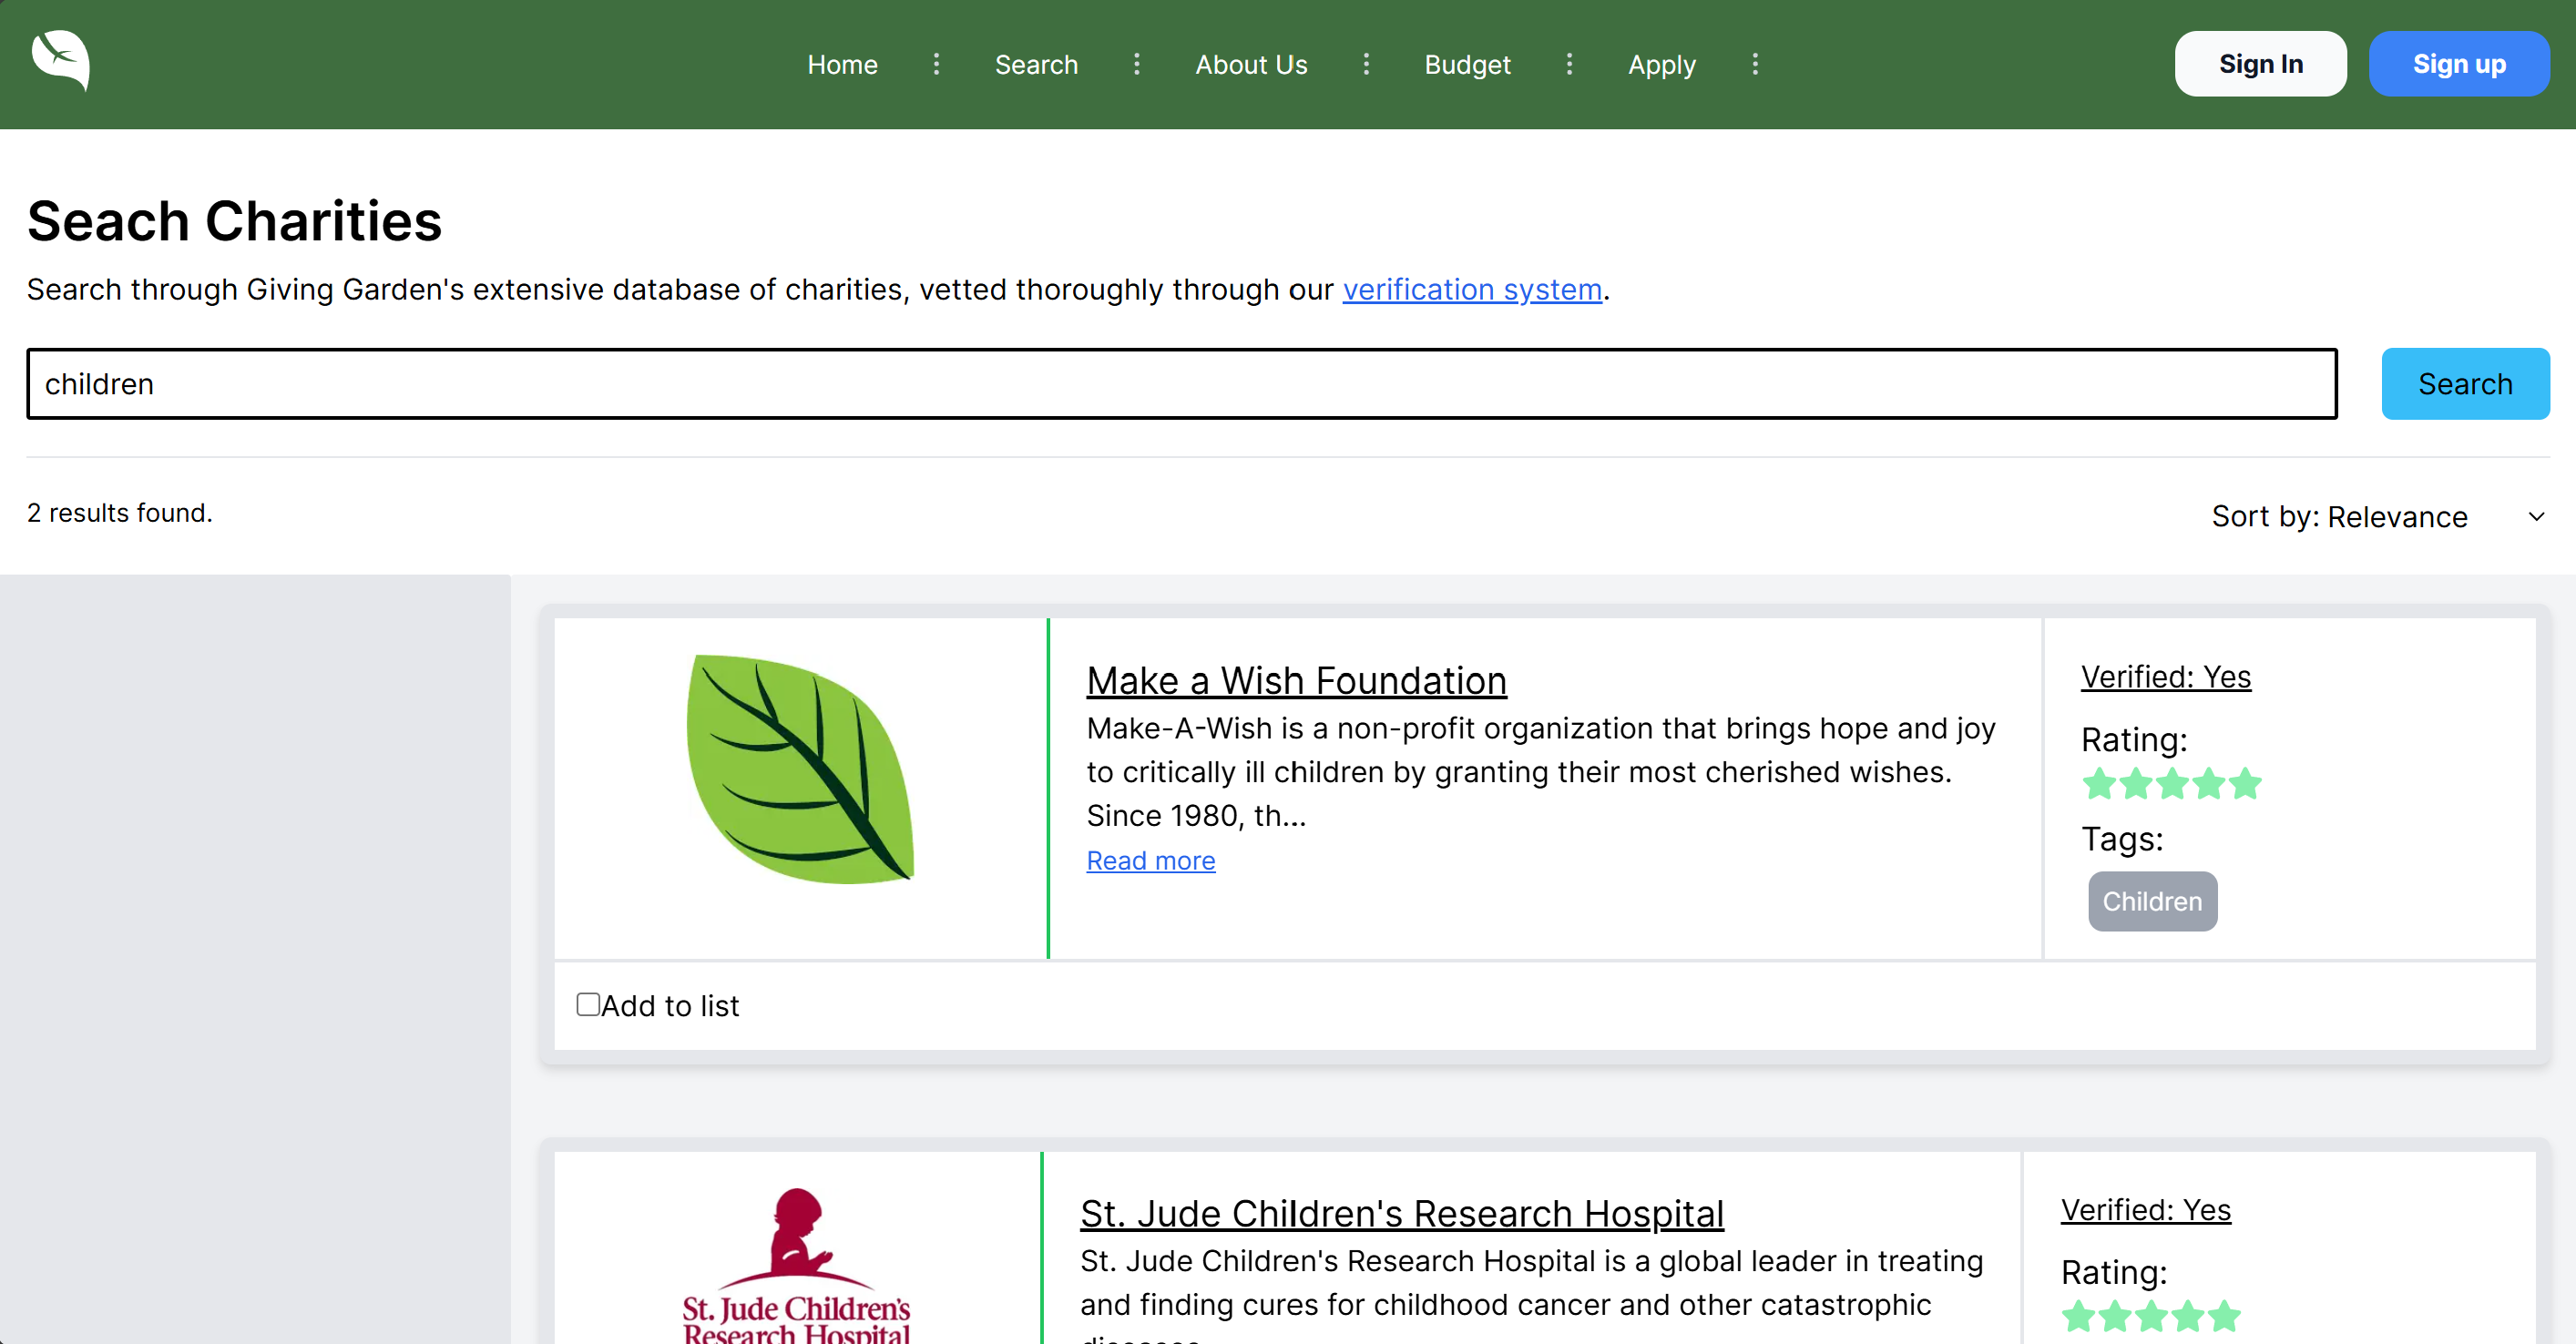 Home
Search
About Us
Budget
Apply
Sign In
Sign up
Seach Charities
Search through Giving Garden's extensive database of charities, vetted thoroughly through our verification system.
children
Search
2 results found.
Sort by: Relevance
Make a Wish Foundation
Make-A-Wish is a non-profit organization that brings hope and joy
to critically ill children by granting their most cherished wishes.
Since 1980, th...
Read more
Verified: Yes
Rating:
Tags:
Children
Add to list
St. Jude Children's
Research Hospital
St. Jude Children's Research Hospital
St. Jude Children's Research Hospital is a global leader in treating
and finding cures for childhood cancer and other catastrophic
Verified: Yes
Rating: